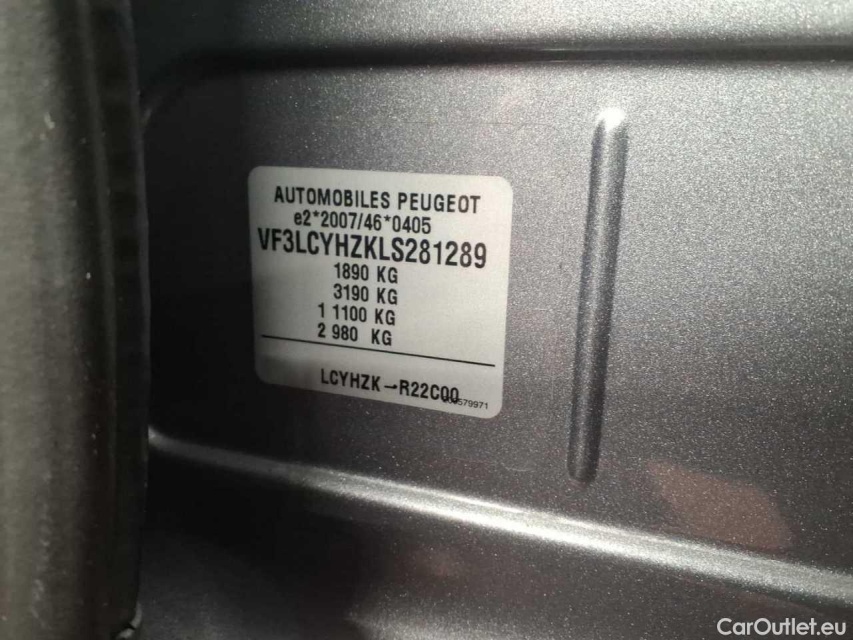 AUTOMOBILES PEUGEOT
e2*2007/46*0405
VF3LCYHZKLS281289
1890 KG
3190 KG
1 1100 KG
2 980 KG
LCYHZK→R22C00
CarOutlet.eu